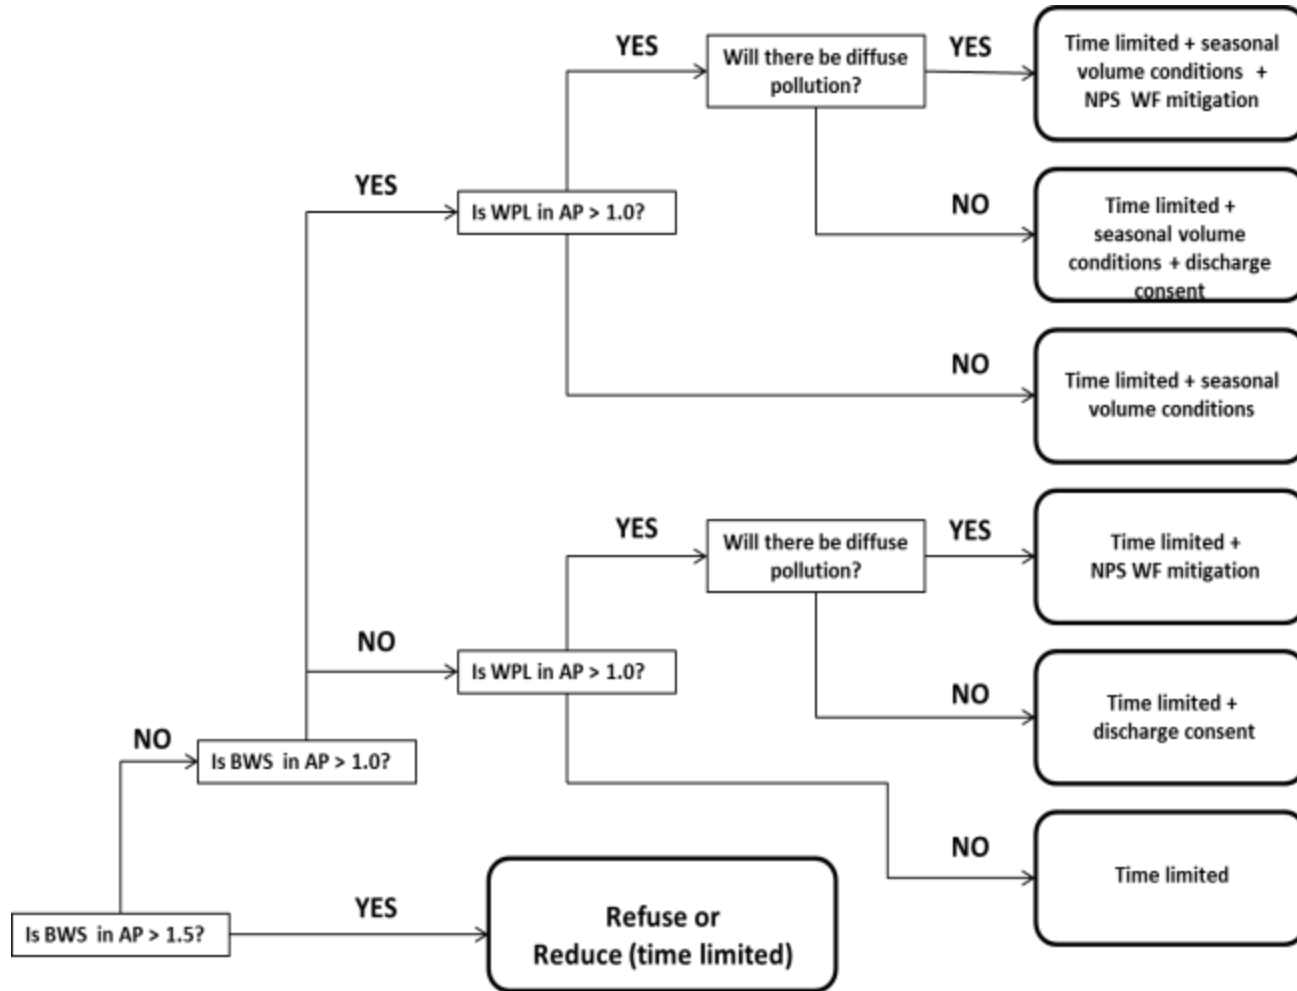 YES
Will there be diffuse
pollution?
YES
Time limited + seasonal
volume conditions +
NPS WF mitigation
YES
Is WPL in AP > 1.0?
NO
Time limited +
seasonal volume
conditions + discharge
consent
NO
Time limited + seasonal
volume conditions
YES
Will there be diffuse
pollution?
YES
Time limited +
NPS WF mitigation
NO
Is WPL in AP > 1.0?
NO
Time limited +
discharge consent
NO
Is BWS in AP > 1.0?
NO
Time limited
YES
Refuse or
Reduce (time limited)
Is BWS in AP > 1.5?